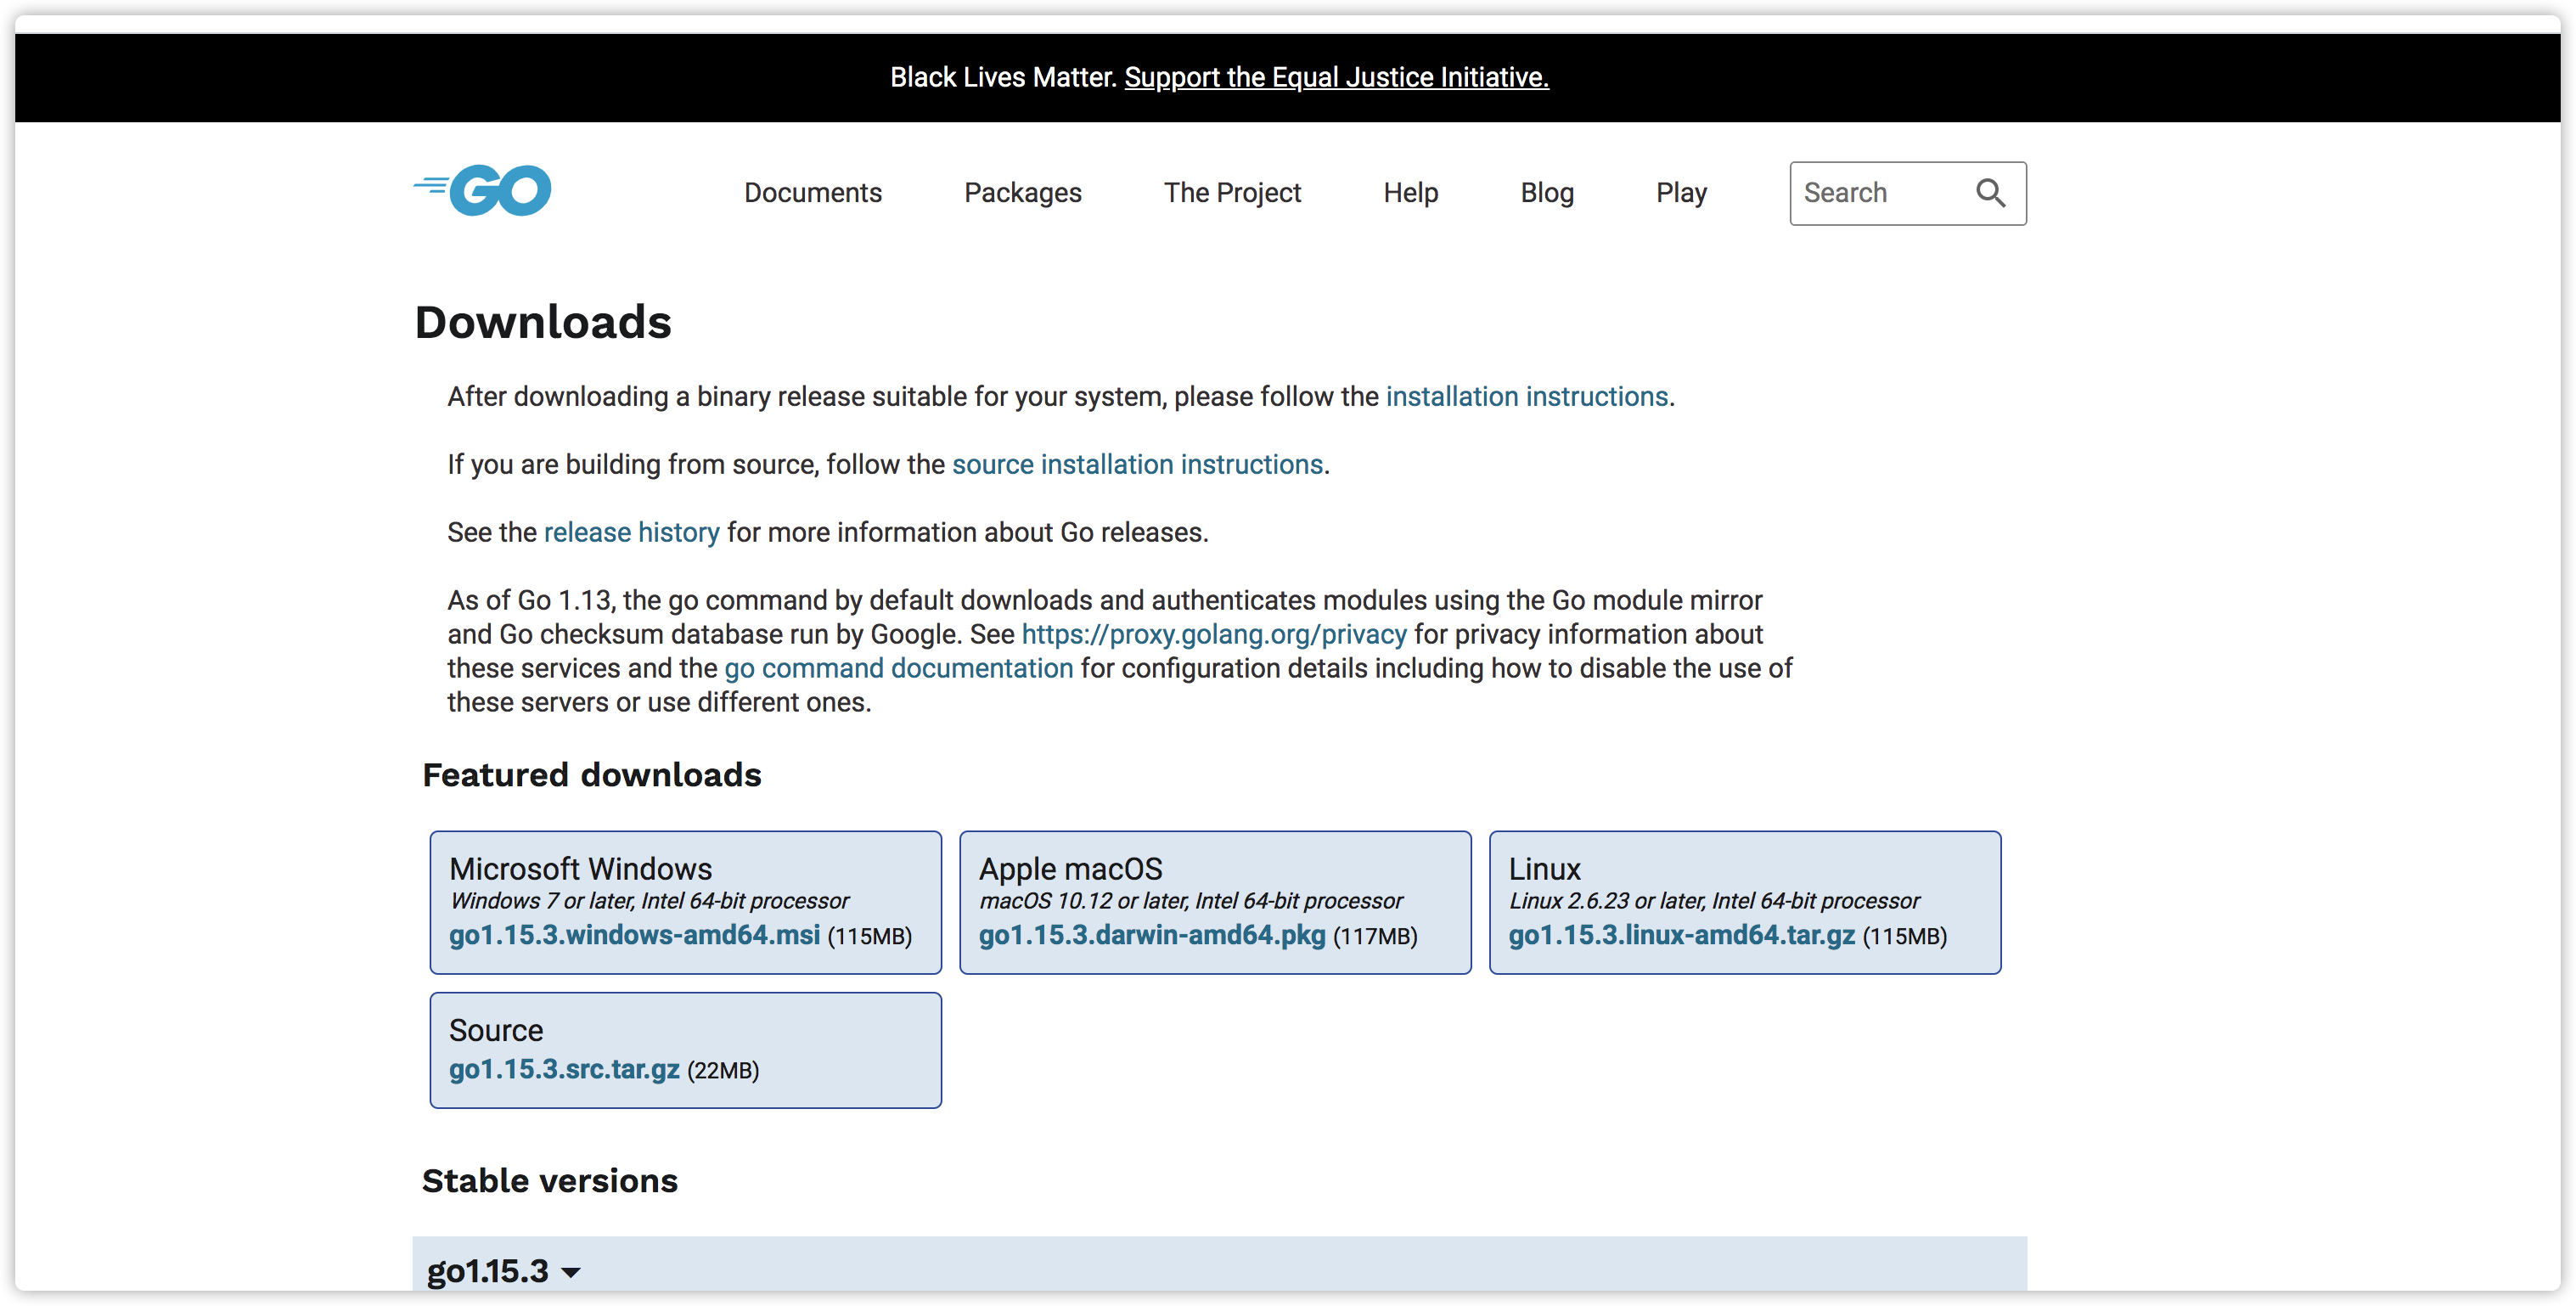 Black Lives Matter. Support the Equal Justice Initiative.
GO
Documents
Packages
The Project
Help
Blog
Play
Search
Downloads
After downloading a binary release suitable for your system, please follow the installation instructions.
If you are building from source, follow the source installation instructions.
See the release history for more information about Go releases.
As of Go 1.13, the go command by default downloads and authenticates modules using the Go module mirror
and Go checksum database run by Google. See https://proxy.golang.org/privacy for privacy information about
these services and the go command documentation for configuration details including how to disable the use of
these servers or use different ones.
Featured downloads
Microsoft Windows
Windows 7 or later, Intel 64-bit processor
go1.15.3.windows-amd64.msi (115MB)
Apple macOS
macOS 10.12 or later, Intel 64-bit processor
go1.15.3.darwin-amd64.pkg (117MB)
Linux
Linux 2.6.23 or later, Intel 64-bit processor
go1.15.3.linux-amd64.tar.gz (115MB)
Source
go1.15.3.src.tar.gz (22MB)
Stable versions
go1.15.3